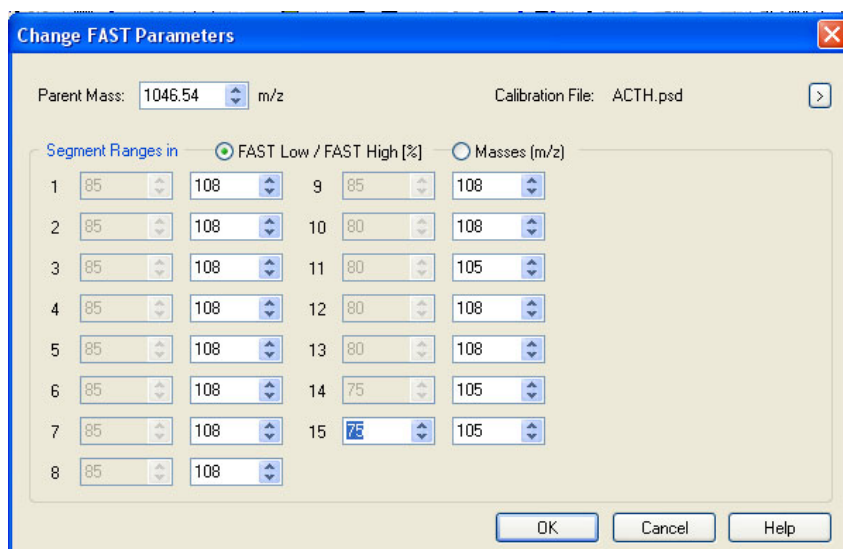 Change FAST Parameters
Parent Mass: 1046.54 m/z Calibration File: ACTH.psd >
Segment Ranges in FAST Low / FAST High [%] Masses (m/z)
1 85 108 9 85 108
2 85 108 10 80 108
3 85 108 11 80 105
4 85 108 12 80 108
5 85 108 13 80 108
6 85 108 14 75 105
7 85 108 15 75 105
8 85 108
OK Cancel Help